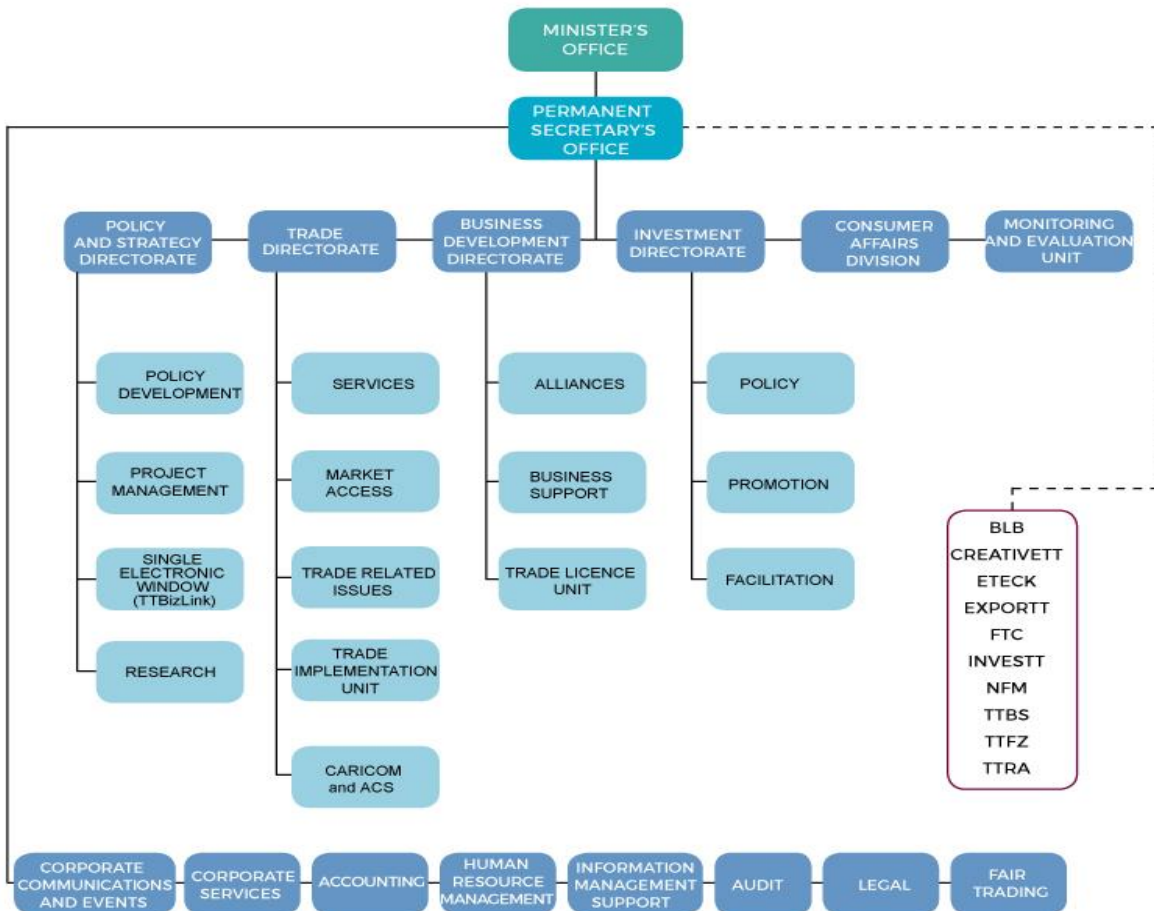 MINISTER'S
OFFICE
PERMANENT
SECRETARY'S
OFFICE
POLICY
AND STRATEGY
DIRECTORATE
TRADE
DIRECTORATE
BUSINESS
DEVELOPMENT
DIRECTORATE
INVESTMENT
DIRECTORATE
CONSUMER
AFFAIRS
DIVISION
MONITORING
AND EVALUATION
UNIT
POLICY
DEVELOPMENT
PROJECT
MANAGEMENT
SINGLE
ELECTRONIC
WINDOW
(TTBizLink)
RESEARCH
SERVICES
MARKET
ACCESS
TRADE RELATED
ISSUES
TRADE
IMPLEMENTATION
UNIT
CARICOM
and ACS
ALLIANCES
BUSINESS
SUPPORT
TRADE LICENCE
UNIT
POLICY
PROMOTION
FACILITATION
BLB
CREATIVETT
ETECK
EXPORTT
FTC
INVESTT
NFM
TTBS
TTFZ
TTRA
CORPORATE
COMMUNICATIONS
AND EVENTS
CORPORATE
SERVICES
ACCOUNTING
HUMAN
RESOURCE
MANAGEMENT
INFORMATION
MANAGEMENT
SUPPORT
AUDIT
LEGAL
FAIR
TRADING